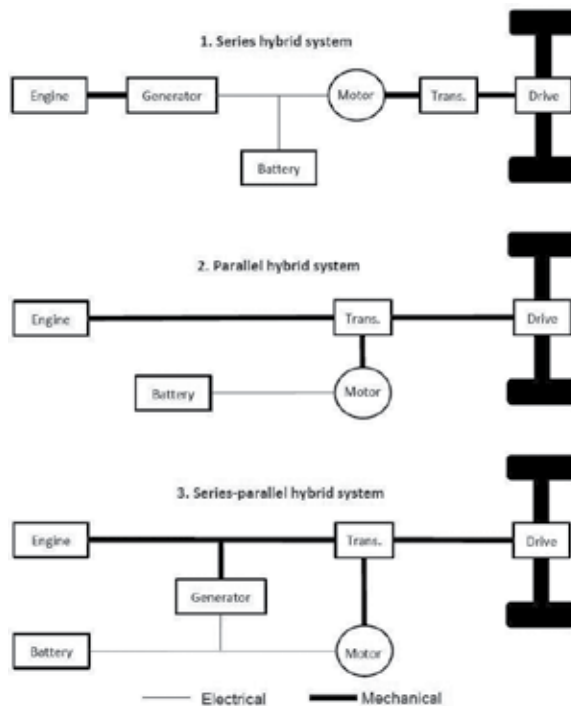 1. Series hybrid system
Engine
Generator
Motor
Trans.
Drive
Battery
2. Parallel hybrid system
Engine
Trans.
Drive
Battery
Motor
3. Series-parallel hybrid system
Engine
Trans.
Drive
Generator
Battery
Motor
Electrical
Mechanical